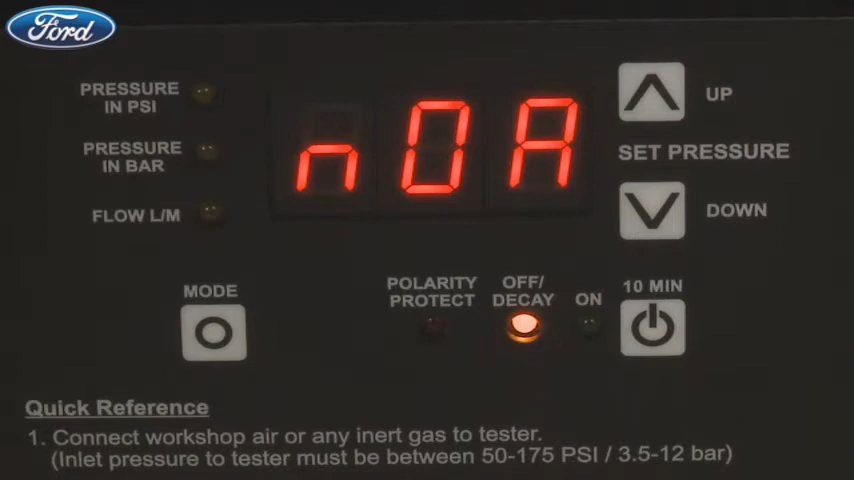 Ford
PRESSURE
IN PSI
PRESSURE
IN BAR
FLOW L/M
n0A
UP
SET PRESSURE
DOWN
MODE
POLARITY
PROTECT
OFF/
DECAY
ON
10 MIN
Quick Reference
1. Connect workshop air or any inert gas to tester.
(Inlet pressure to tester must be between 50-175 PSI / 3.5-12 bar)